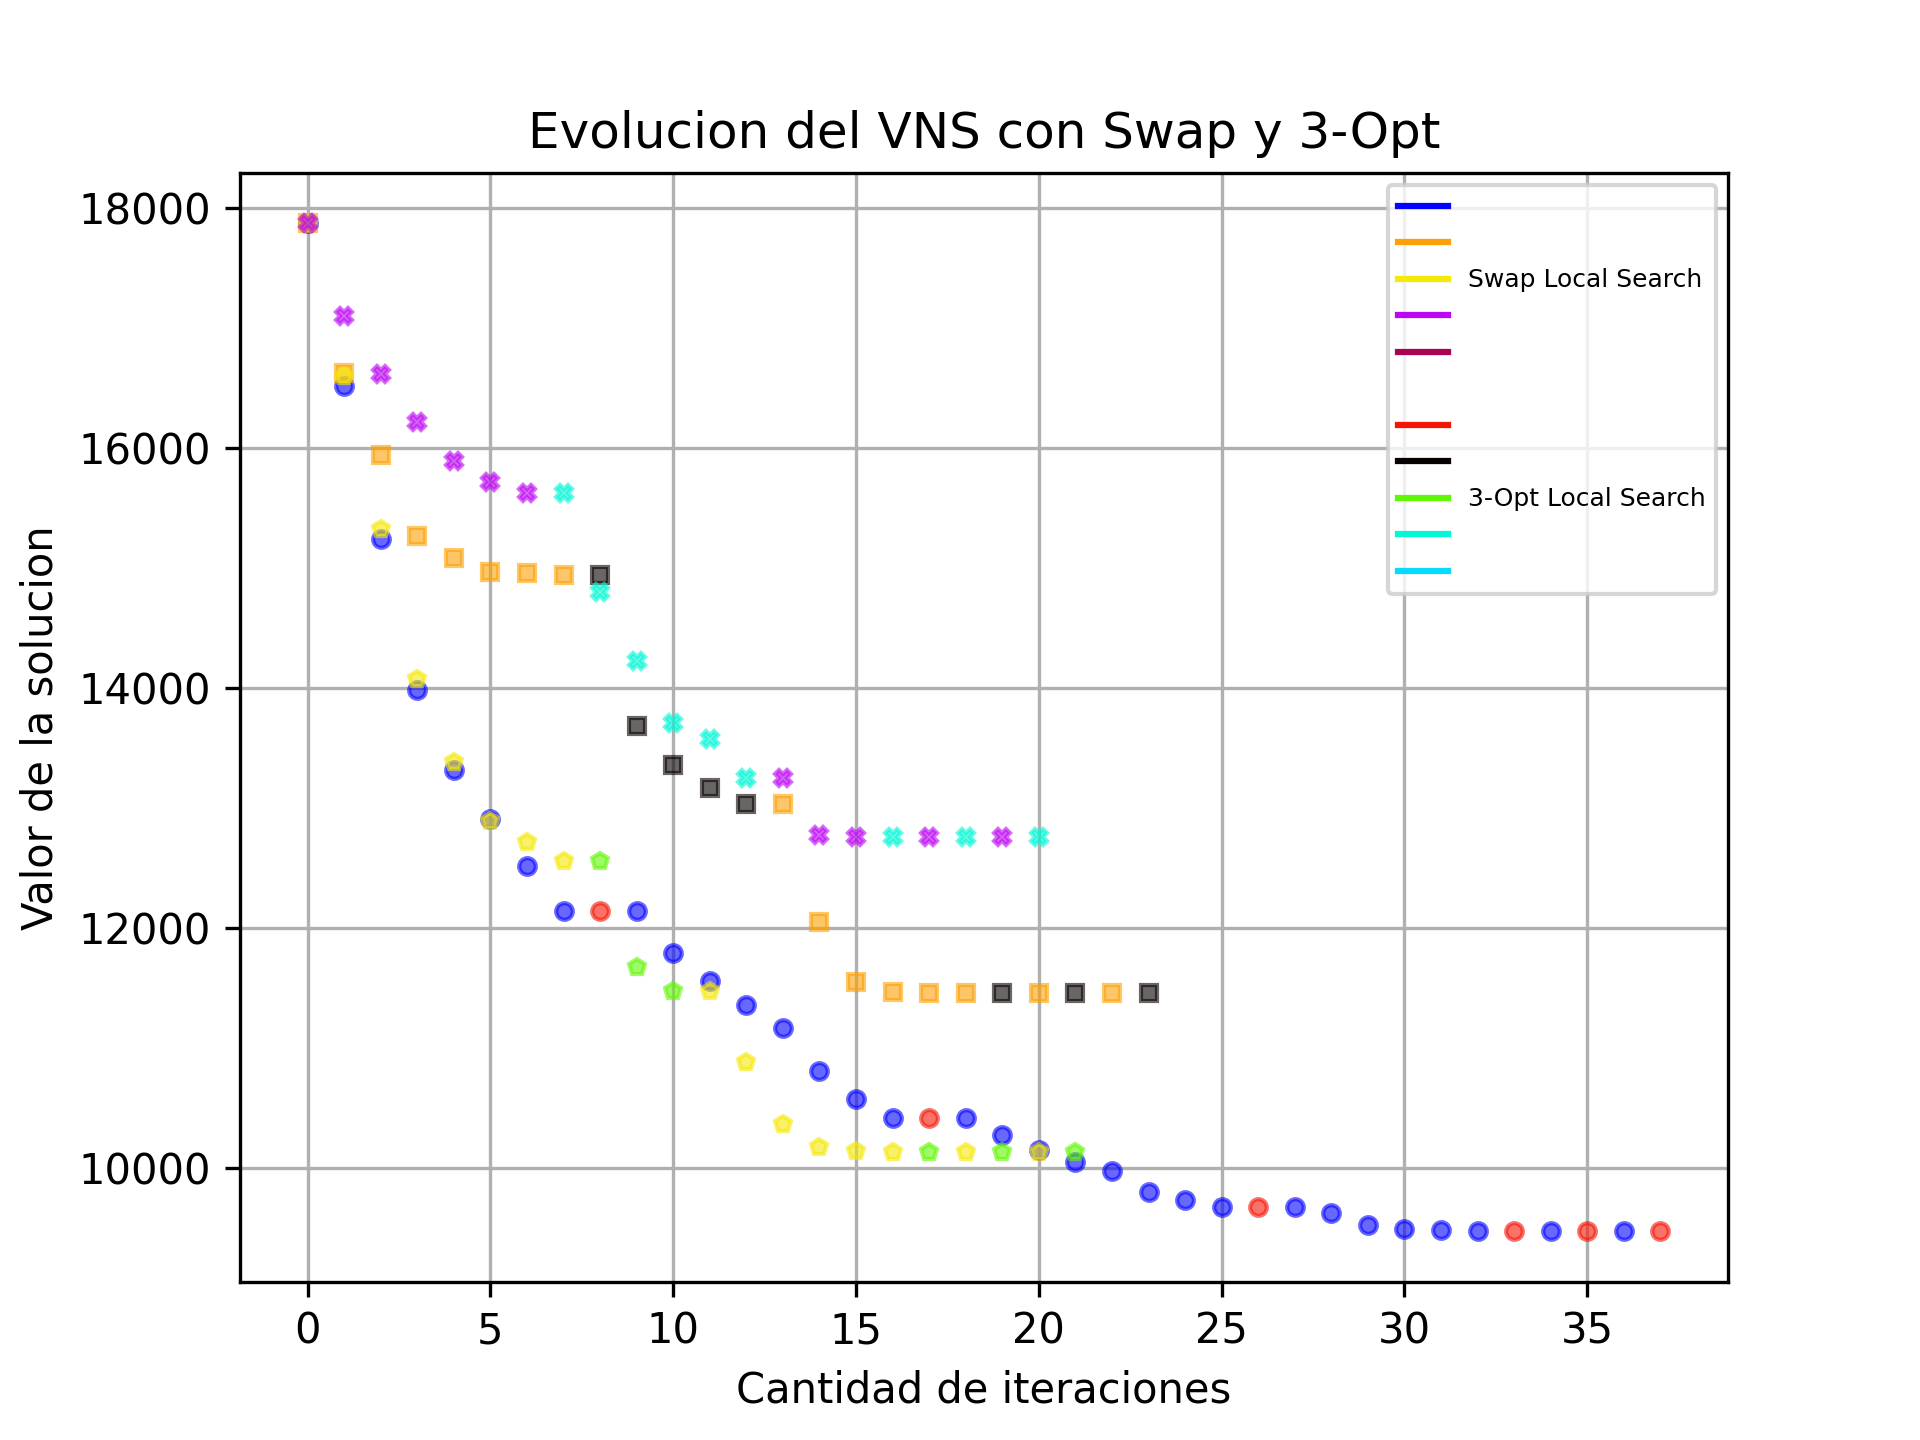 Evolucion del VNS con Swap y 3-Opt
18000
16000
14000
12000
10000
Valor de la solucion
Swap Local Search
3-Opt Local Search
0 5 10 15 20 25 30 35
Cantidad de iteraciones